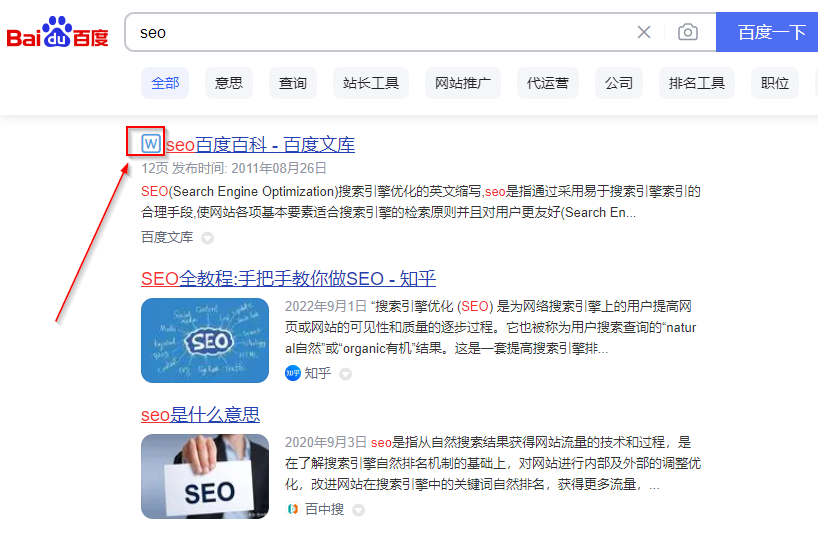 Bai du 百度
seo
百度一下
全部 意思 查询 站长工具 网站推广 代运营 公司 排名工具 职位
W seo百度百科 - 百度文库
12页 发布时间: 2011年08月26日
SEO(Search Engine Optimization)搜索引擎优化的英文缩写,seo是指通过采用易于搜索引擎索引的
合理手段,使网站各项基本要素适合搜索引擎的检索原则并且对用户更友好(Search En...
百度文库
SEO全教程:手把手教你做SEO - 知乎
SEO
2022年9月1日 “搜索引擎优化 (SEO) 是为网络搜索引擎上的用户提高网
页或网站的可见性和质量的逐步过程。它也被称为用户搜索查询的“natur
al自然”或“organic有机”结果。这是一套提高搜索引擎排...
知乎 知乎
seo是什么意思
SEO
2020年9月3日 seo是指从自然搜索结果获得网站流量的技术和过程，是
在了解搜索引擎自然排名机制的基础上，对网站进行内部及外部的调整优
化，改进网站在搜索引擎中的关键词自然排名，获得更多流量，...
百中搜